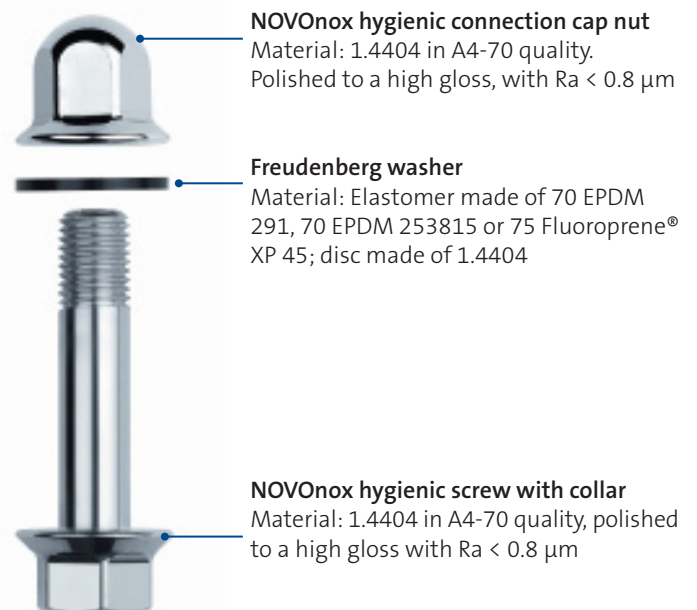 NOVOnox hygienic connection cap nut
Material: 1.4404 in A4-70 quality.
Polished to a high gloss, with Ra < 0.8 µm
Freudenberg washer
Material: Elastomer made of 70 EPDM
291, 70 EPDM 253815 or 75 Fluoroprene®
XP 45; disc made of 1.4404
NOVOnox hygienic screw with collar
Material: 1.4404 in A4-70 quality, polished
to a high gloss with Ra < 0.8 µm